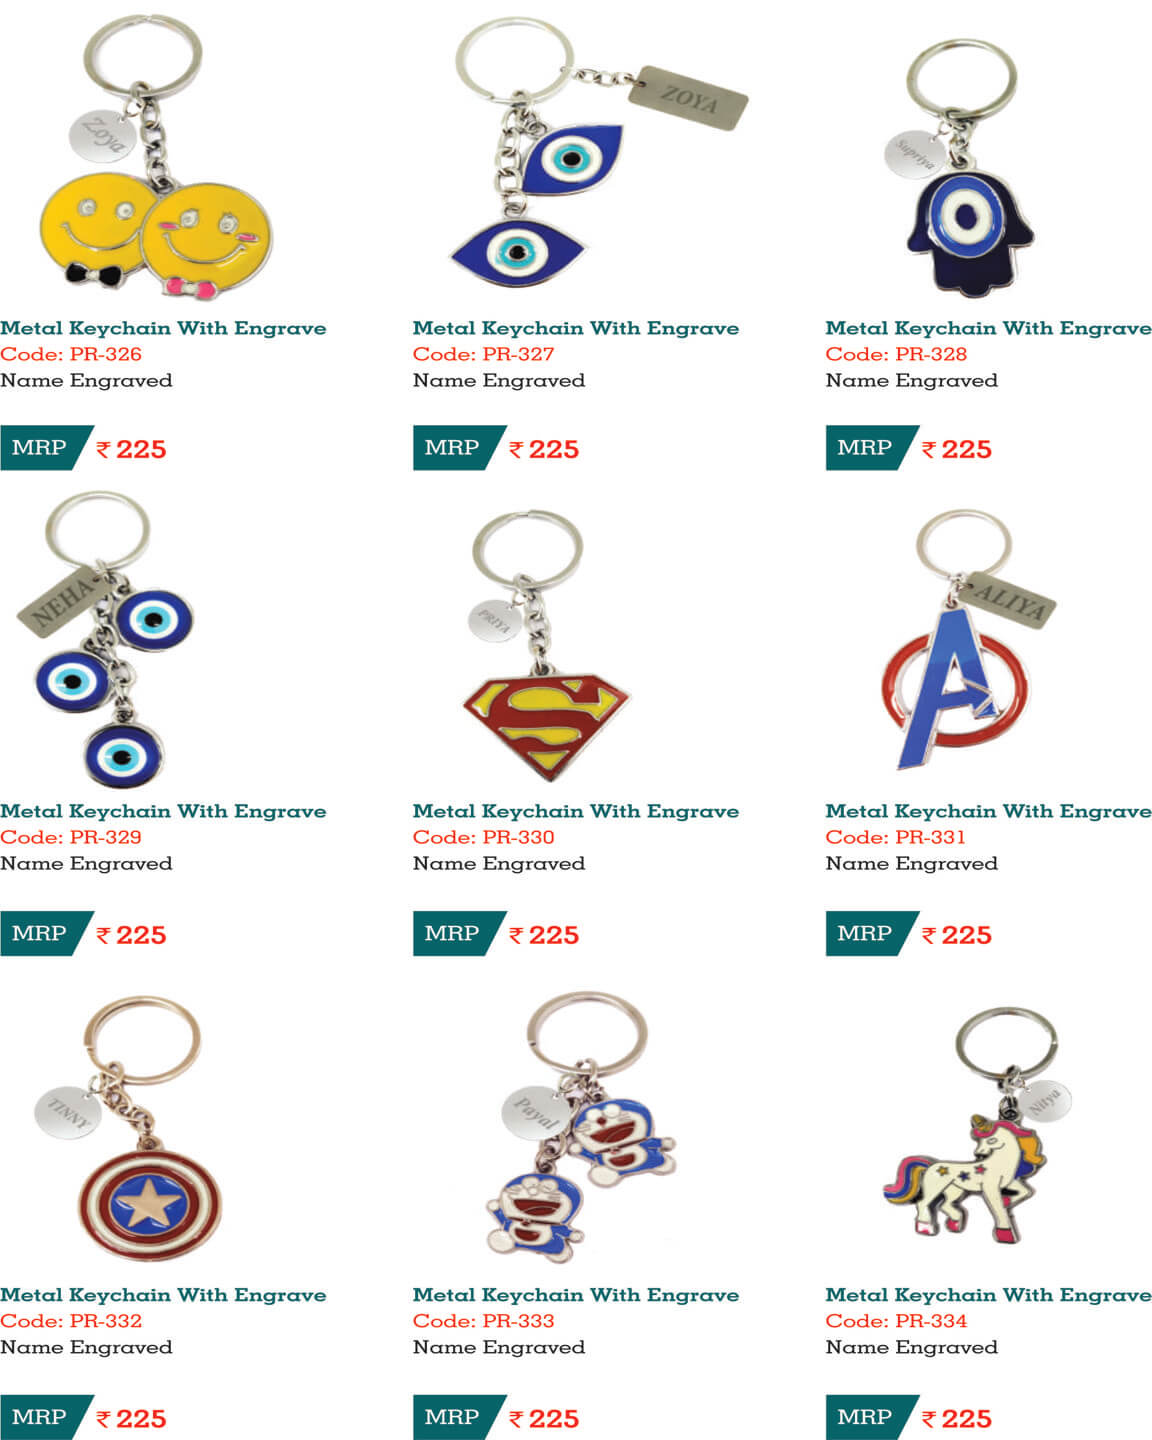 Zoya
ZOYA
Supriya
Metal Keychain With Engrave
Code: PR-326
Name Engraved
MRP ₹ 225
Metal Keychain With Engrave
Code: PR-327
Name Engraved
MRP ₹ 225
Metal Keychain With Engrave
Code: PR-328
Name Engraved
MRP ₹ 225
NEHA
PRIYA
S
ALIYA
A
Metal Keychain With Engrave
Code: PR-329
Name Engraved
MRP ₹ 225
Metal Keychain With Engrave
Code: PR-330
Name Engraved
MRP ₹ 225
Metal Keychain With Engrave
Code: PR-331
Name Engraved
MRP ₹ 225
TINNY
Payal
Nitya
Metal Keychain With Engrave
Code: PR-332
Name Engraved
MRP ₹ 225
Metal Keychain With Engrave
Code: PR-333
Name Engraved
MRP ₹ 225
Metal Keychain With Engrave
Code: PR-334
Name Engraved
MRP ₹ 225